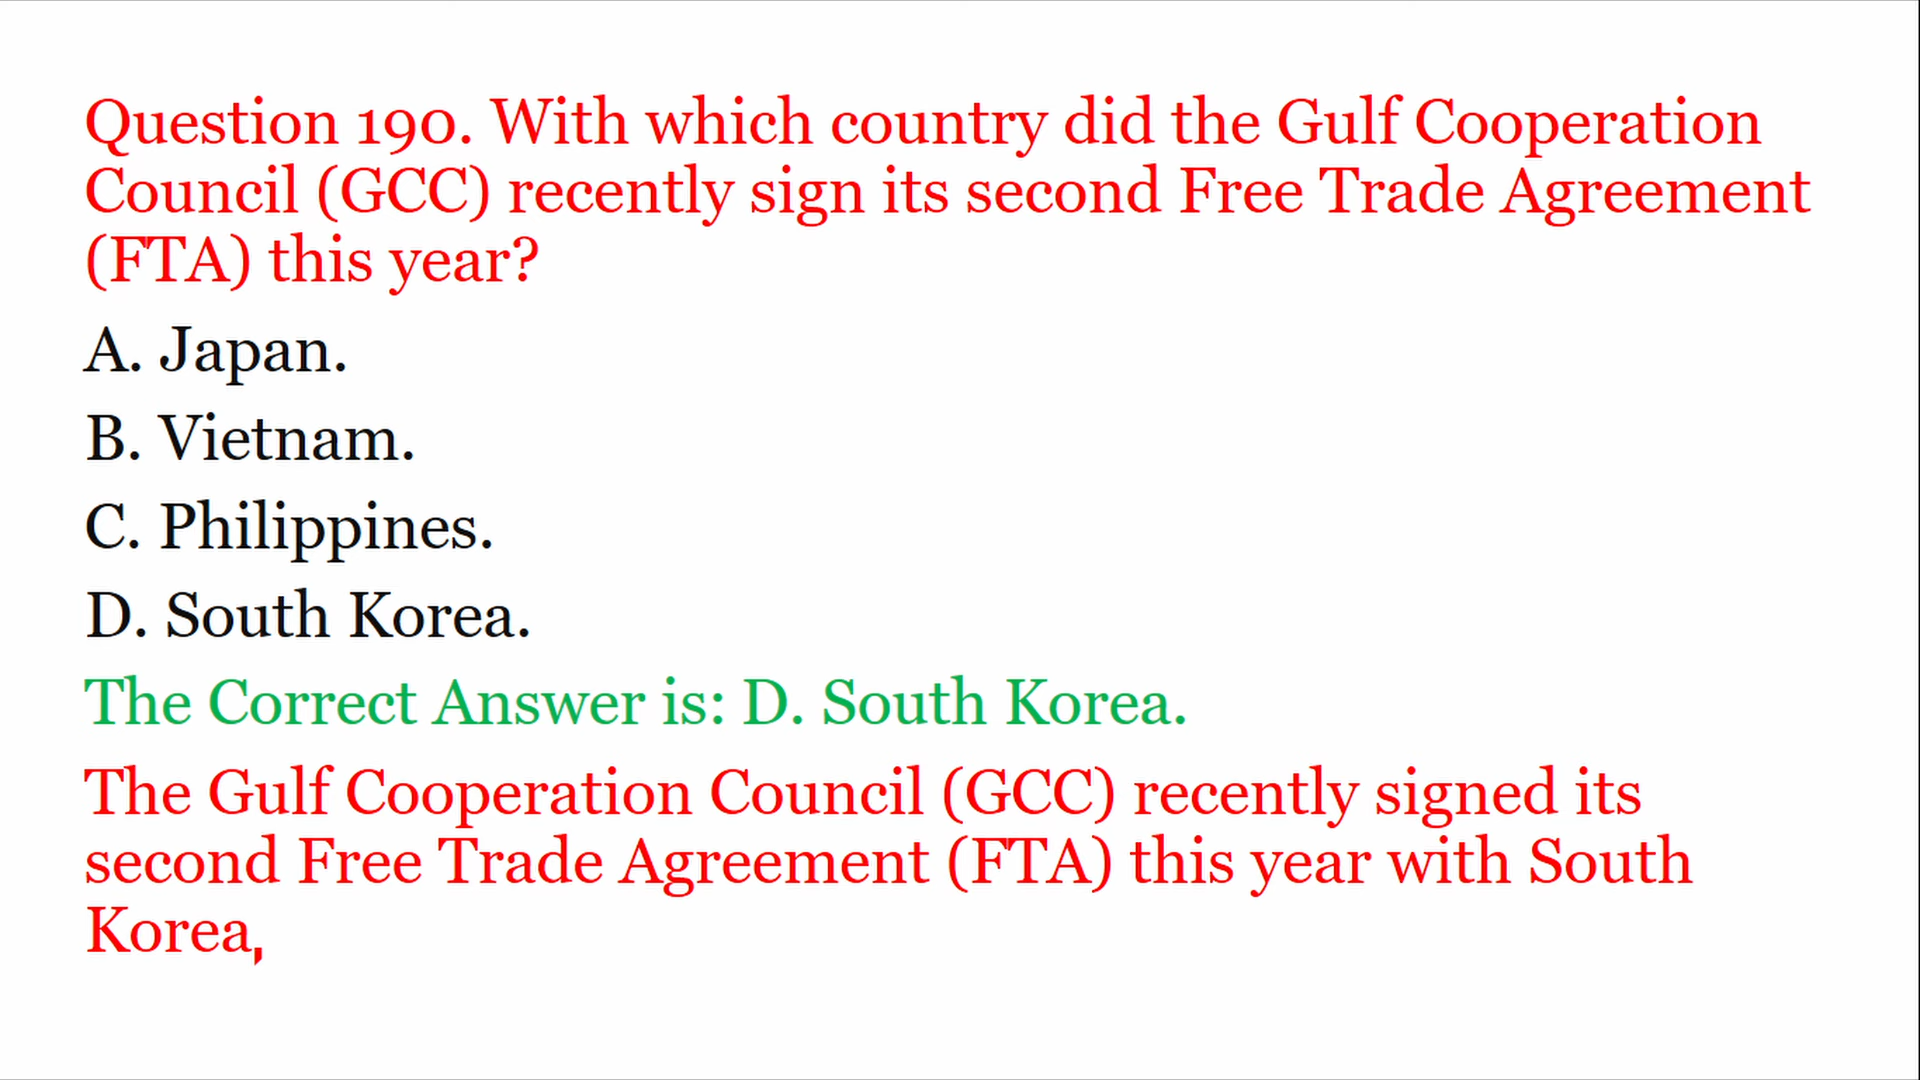 Question 190. With which country did the Gulf Cooperation
Council (GCC) recently sign its second Free Trade Agreement
(FTA) this year?
A. Japan.
B. Vietnam.
C. Philippines.
D. South Korea.
The Correct Answer is: D. South Korea.
The Gulf Cooperation Council (GCC) recently signed its
second Free Trade Agreement (FTA) this year with South
Korea,